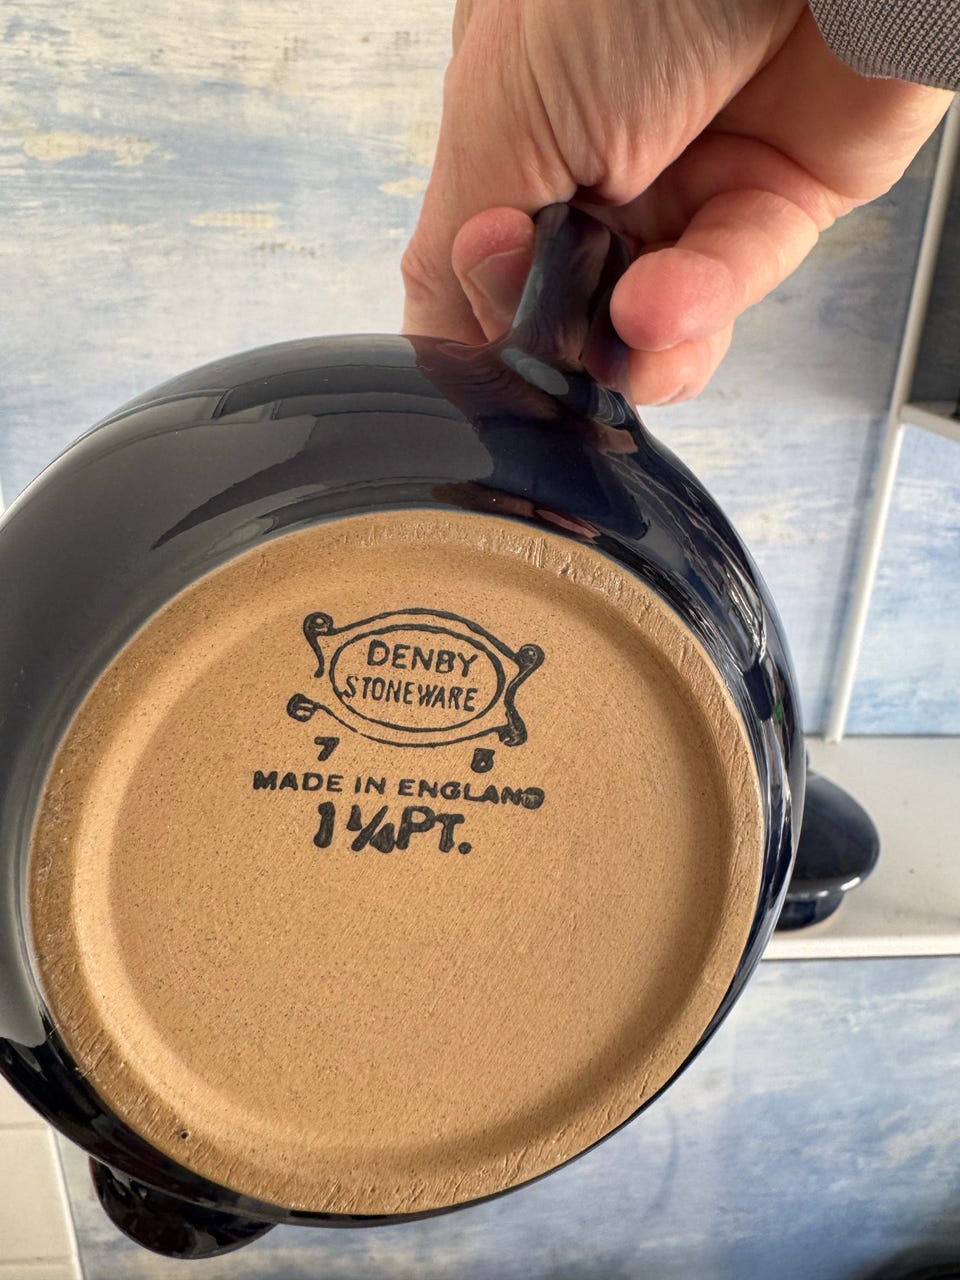 DENBY
STONEWARE
7 B
MADE IN ENGLAND
1¼PT.